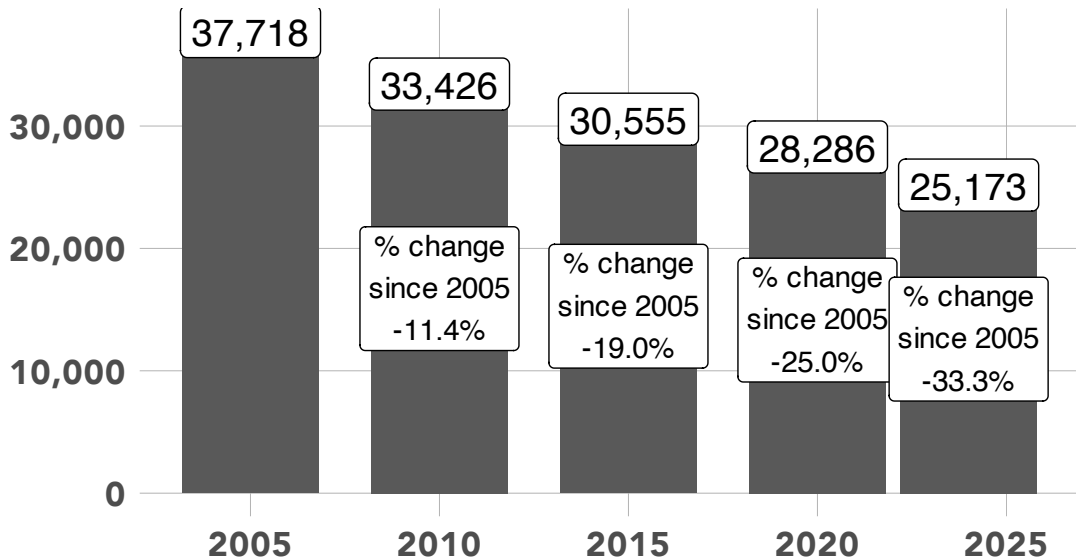 37,718
33,426
30,555
28,286
25,173
30,000
20,000
10,000
0
% change
since 2005
-11.4%
% change
since 2005
-19.0%
% change
since 2005
-25.0%
% change
since 2005
-33.3%
2005
2010
2015
2020
2025